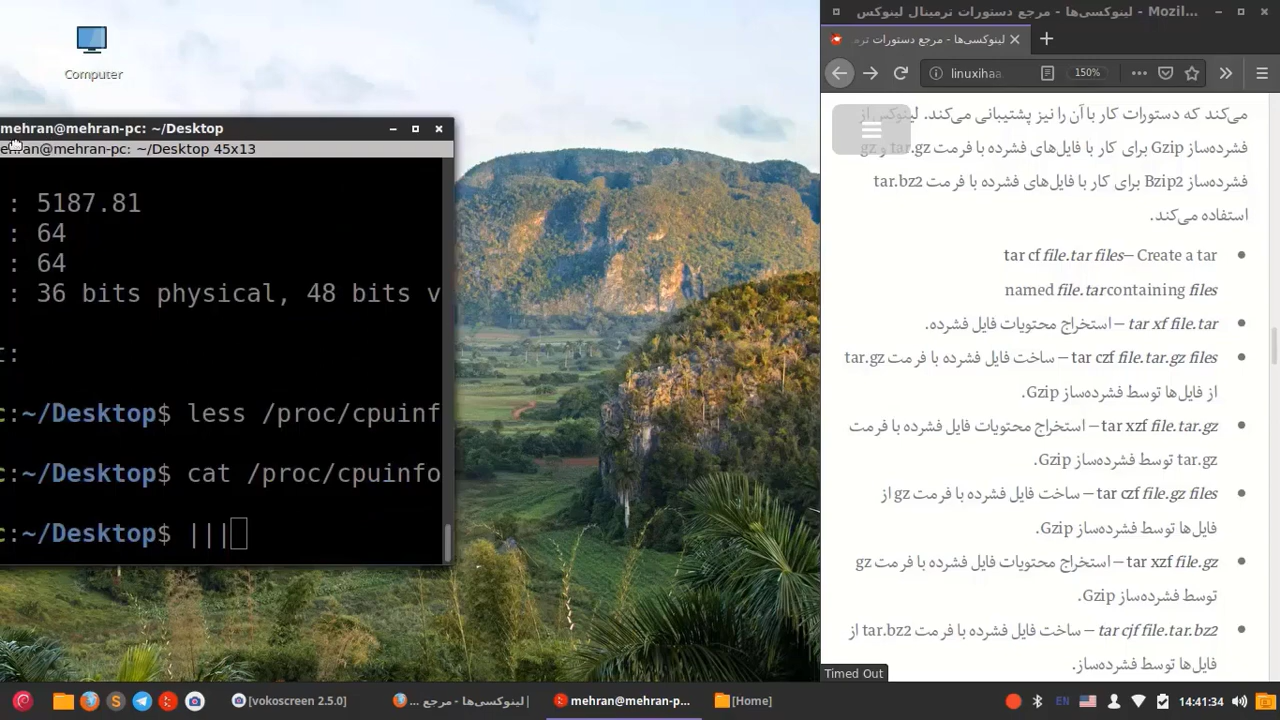 Computer
mehran@mehran-pc: ~/Desktop
mehran@mehran-pc: ~/Desktop 45x13
: 5187.81
: 64
: 64
: 36 bits physical, 48 bits v
:
:~/Desktop$ less /proc/cpuinf
:~/Desktop$ cat /proc/cpuinfo
:~/Desktop$ |||
لینوکسی‌ها - مرجع دستورات ترمینال لینوکس - Mozil...
لینوکسی‌ها - مرجع دستورات ترم
linuxihaa
150%
می‌کند که دستورات کار با آن را نیز پشتیبانی می‌کند. لینوکس از
فشرده‌ساز Gzip برای کار با فایل‌های فشرده با فرمت tar.gz و gz
فشرده‌ساز Bzip2 برای کار با فایل‌های فشرده با فرمت tar.bz2
استفاده می‌کند.
tar cf file.tar files– Create a tar
named file.tarcontaining files
tar xf file.tar – استخراج محتویات فایل فشرده.
tar czf file.tar.gz files – ساخت فایل فشرده با فرمت tar.gz
از فایل‌ها توسط فشرده‌ساز Gzip.
tar xzf file.tar.gz – استخراج محتویات فایل فشرده با فرمت
tar.gz توسط فشرده‌ساز Gzip.
tar czf file.gz files – ساخت فایل فشرده با فرمت gz از
فایل‌ها توسط فشرده‌ساز Gzip.
tar xzf file.gz – استخراج محتویات فایل فشرده با فرمت gz
توسط فشرده‌ساز Gzip.
tar cjf file.tar.bz2 – ساخت فایل فشرده با فرمت tar.bz2 از
فایل‌ها توسط فشرده‌ساز.
Timed Out
[vokoscreen 2.5.0]
لینوکسی‌ها - مرجع ...
mehran@mehran-p...
[Home]
EN
14:41:34